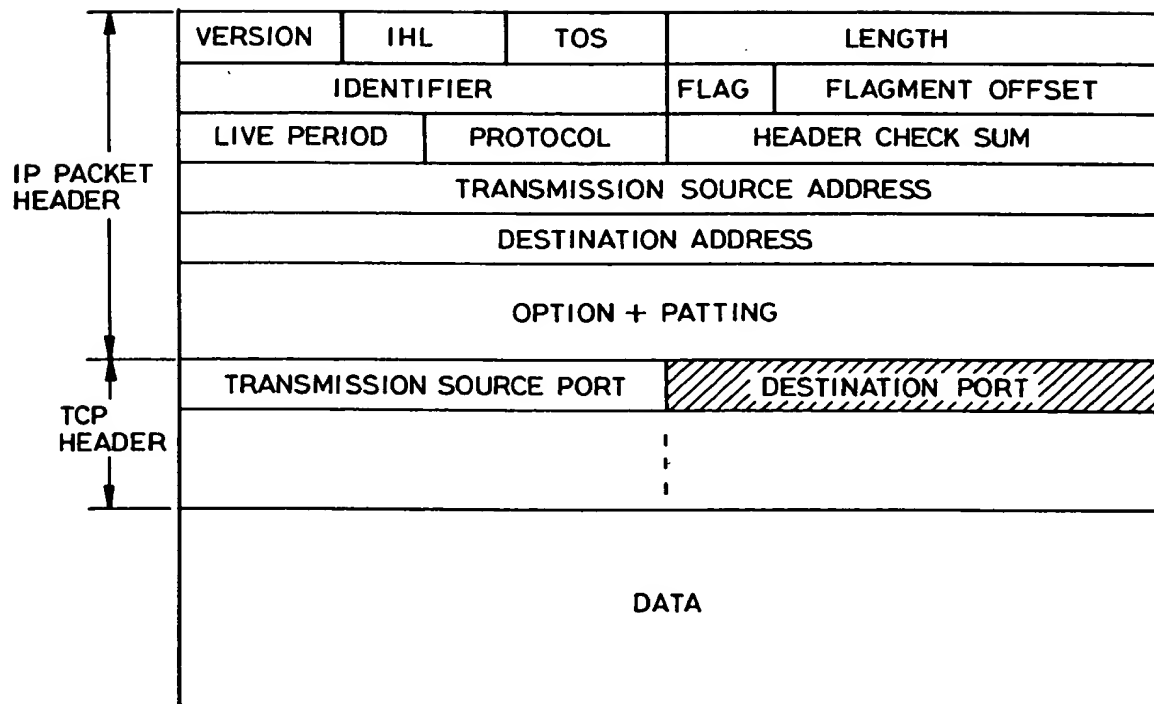 VERSION IHL TOS LENGTH
IDENTIFIER FLAG FLAGMENT OFFSET
LIVE PERIOD PROTOCOL HEADER CHECK SUM
IP PACKET
HEADER
TRANSMISSION SOURCE ADDRESS
DESTINATION ADDRESS
OPTION + PATTING
TRANSMISSION SOURCE PORT DESTINATION PORT
TCP
HEADER
DATA